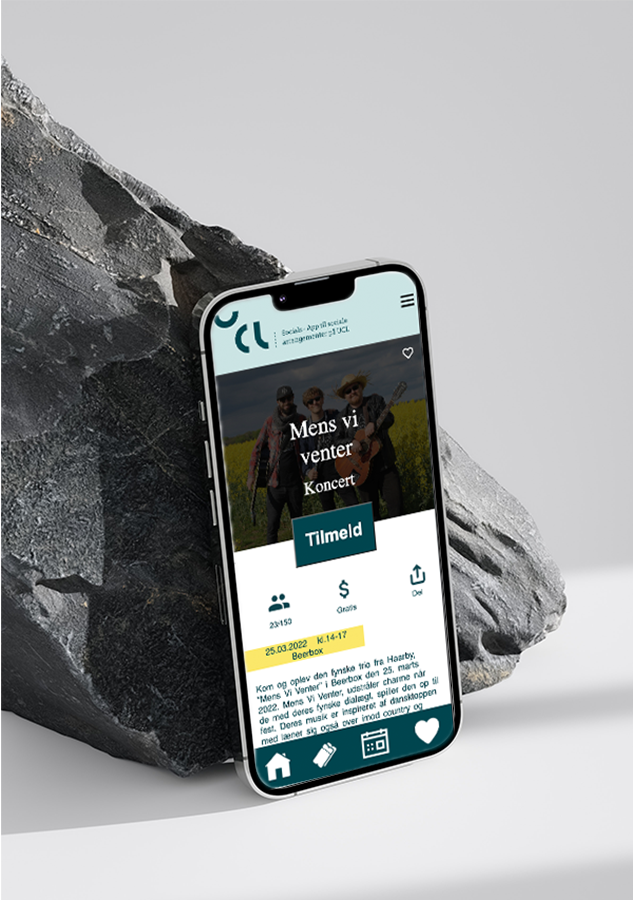 UCL
Socials - App til sociale
arrangementer på UCL
Mens vi
venter
Koncert
Tilmeld
23/150
Gratis
Del
25.03.2022 kl.14-17
Beerbox
Kom og oplev den fynske trio fra Haarby,
"Mens Vi Venter" i Beerbox den 25. marts
2022. Mens Vi Venter, udstråler charme når
de med deres fynske dialægt, spiller den op til
fest. Deres musik er inspireret af dansktoppen
med læner sig også over imod country og